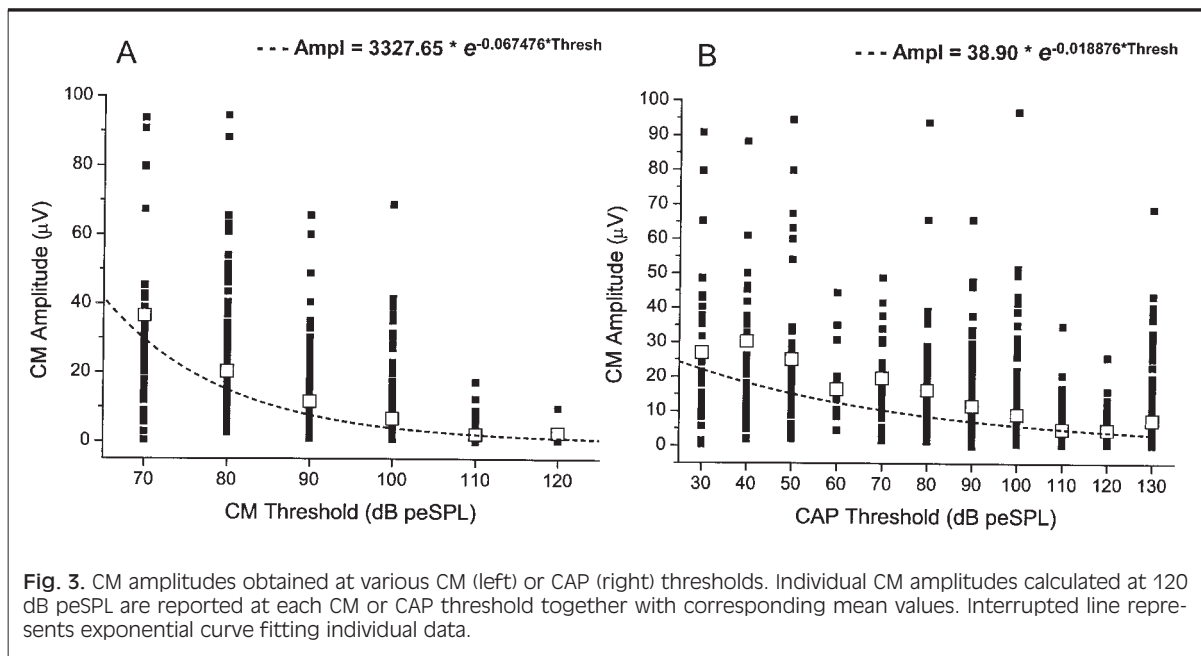 A
--- Ampl = 3327.65 * e-0.067476*Thresh
100
80
60
40
20
0
CM Amplitude (μV)
70 80 90 100 110 120
CM Threshold (dB peSPL)
B
--- Ampl = 38.90 * e-0.018876*Thresh
100
90
80
70
60
50
40
30
20
10
0
CM Amplitude (μV)
30 40 50 60 70 80 90 100 110 120 130
CAP Threshold (dB peSPL)
Fig. 3. CM amplitudes obtained at various CM (left) or CAP (right) thresholds. Individual CM amplitudes calculated at 120
dB peSPL are reported at each CM or CAP threshold together with corresponding mean values. Interrupted line repre-
sents exponential curve fitting individual data.